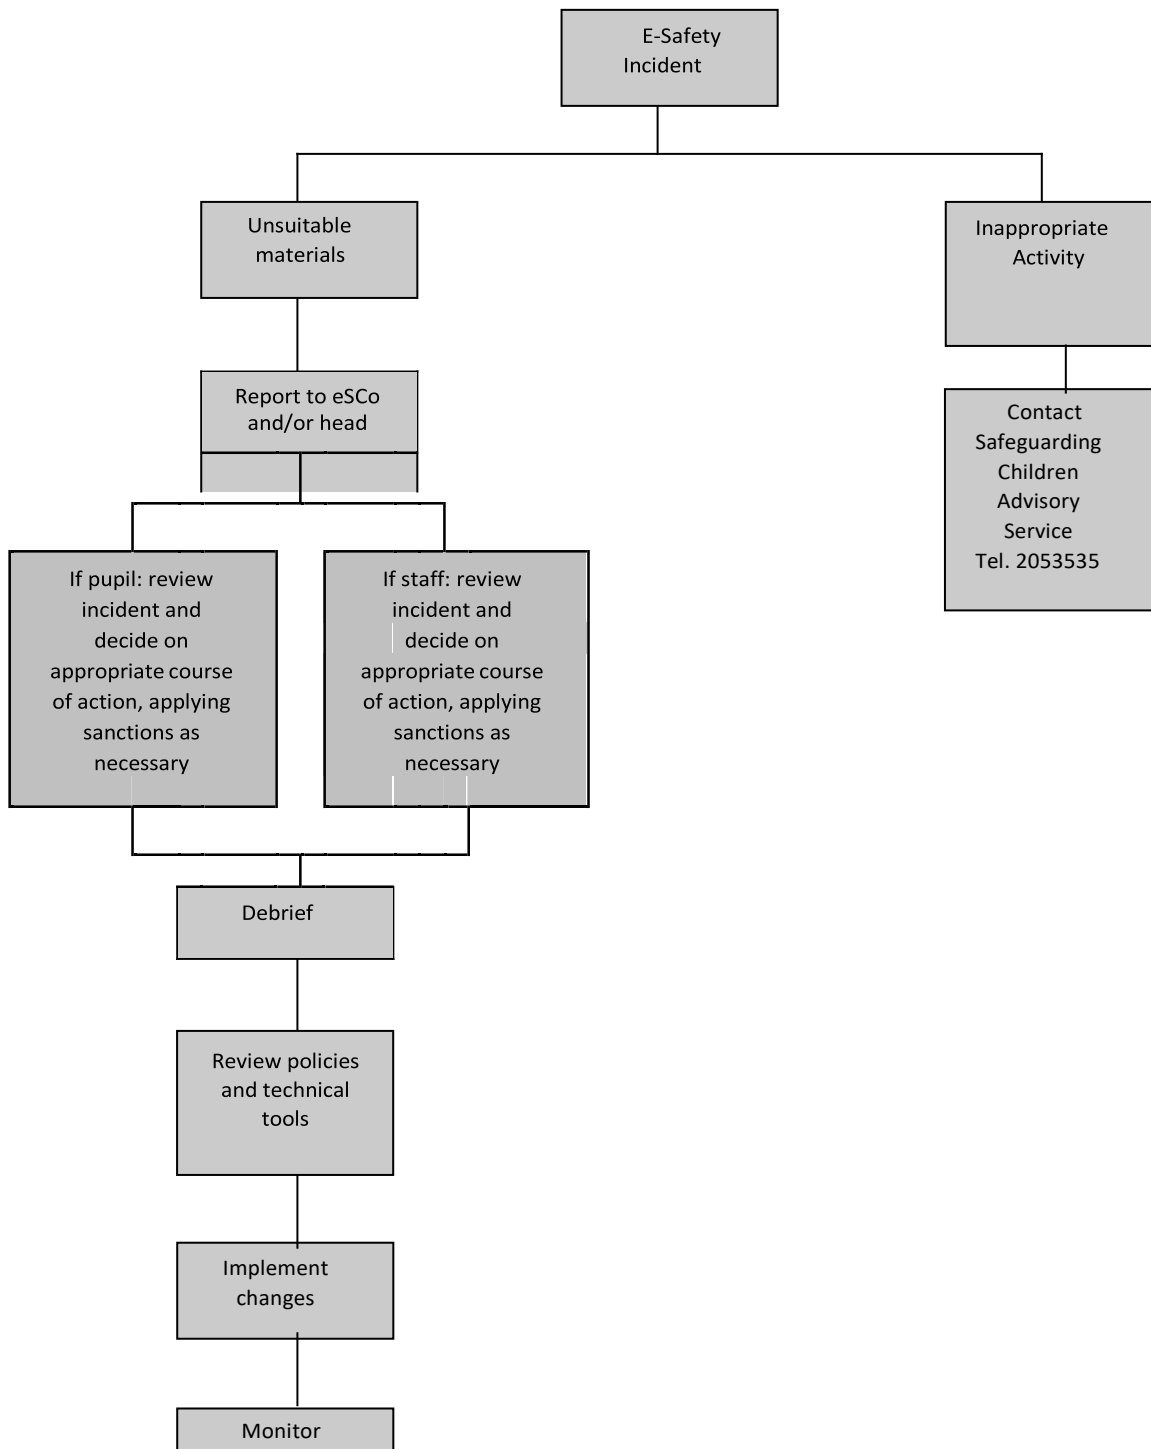 E-Safety
Incident
Unsuitable
materials
Inappropriate
Activity
Report to eSCo
and/or head
Contact
Safeguarding
Children
Advisory
Service
Tel. 2053535
If pupil: review
incident and
decide on
appropriate course
of action, applying
sanctions as
necessary
If staff: review
incident and
decide on
appropriate course
of action, applying
sanctions as
necessary
Debrief
Review policies
and technical
tools
Implement
changes
Monitor